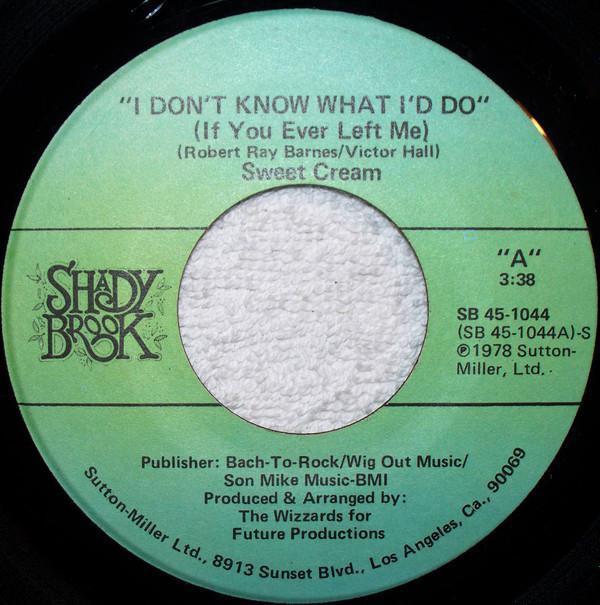 "I DON'T KNOW WHAT I'D DO"
(If You Ever Left Me)
(Robert Ray Barnes/Victor Hall)
Sweet Cream
SHADY
BROOK
"A"
3:38
SB 45-1044
(SB 45-1044A)-S
℗1978 Sutton-
Miller, Ltd.
Publisher: Bach-To-Rock/Wig Out Music/
Son Mike Music-BMI
Produced & Arranged by:
The Wizzards for
Future Productions
Sutton-Miller Ltd., 8913 Sunset Blvd., Los Angeles, Ca., 90069